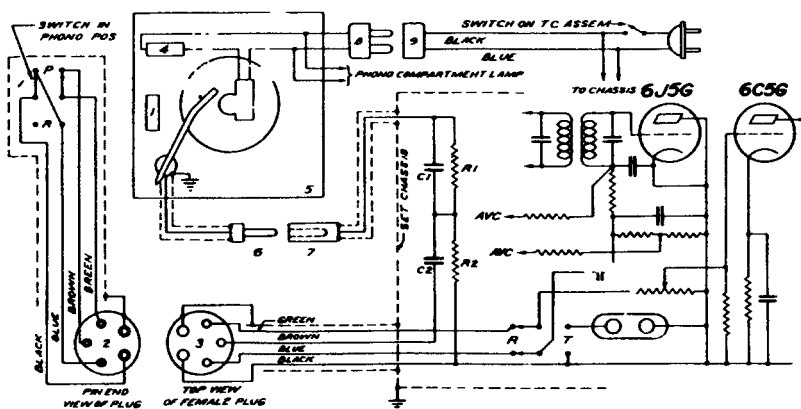 SWITCH IN
PHONO POS
P
R
4
1
5
8
9
SWITCH ON TC ASSEM
BLACK
BLUE
PHONO COMPARTMENT LAMP
TO CHASSIS
6J5G
6C5G
C1
R1
AVC
AVC
SET CHASSIS
6
7
C2
R2
BLACK
BLUE
BROWN
GREEN
2
3
GREEN
BROWN
BLUE
BLACK
R
T
PIN END
VIEW OF PLUG
TOP VIEW
OF FEMALE PLUG